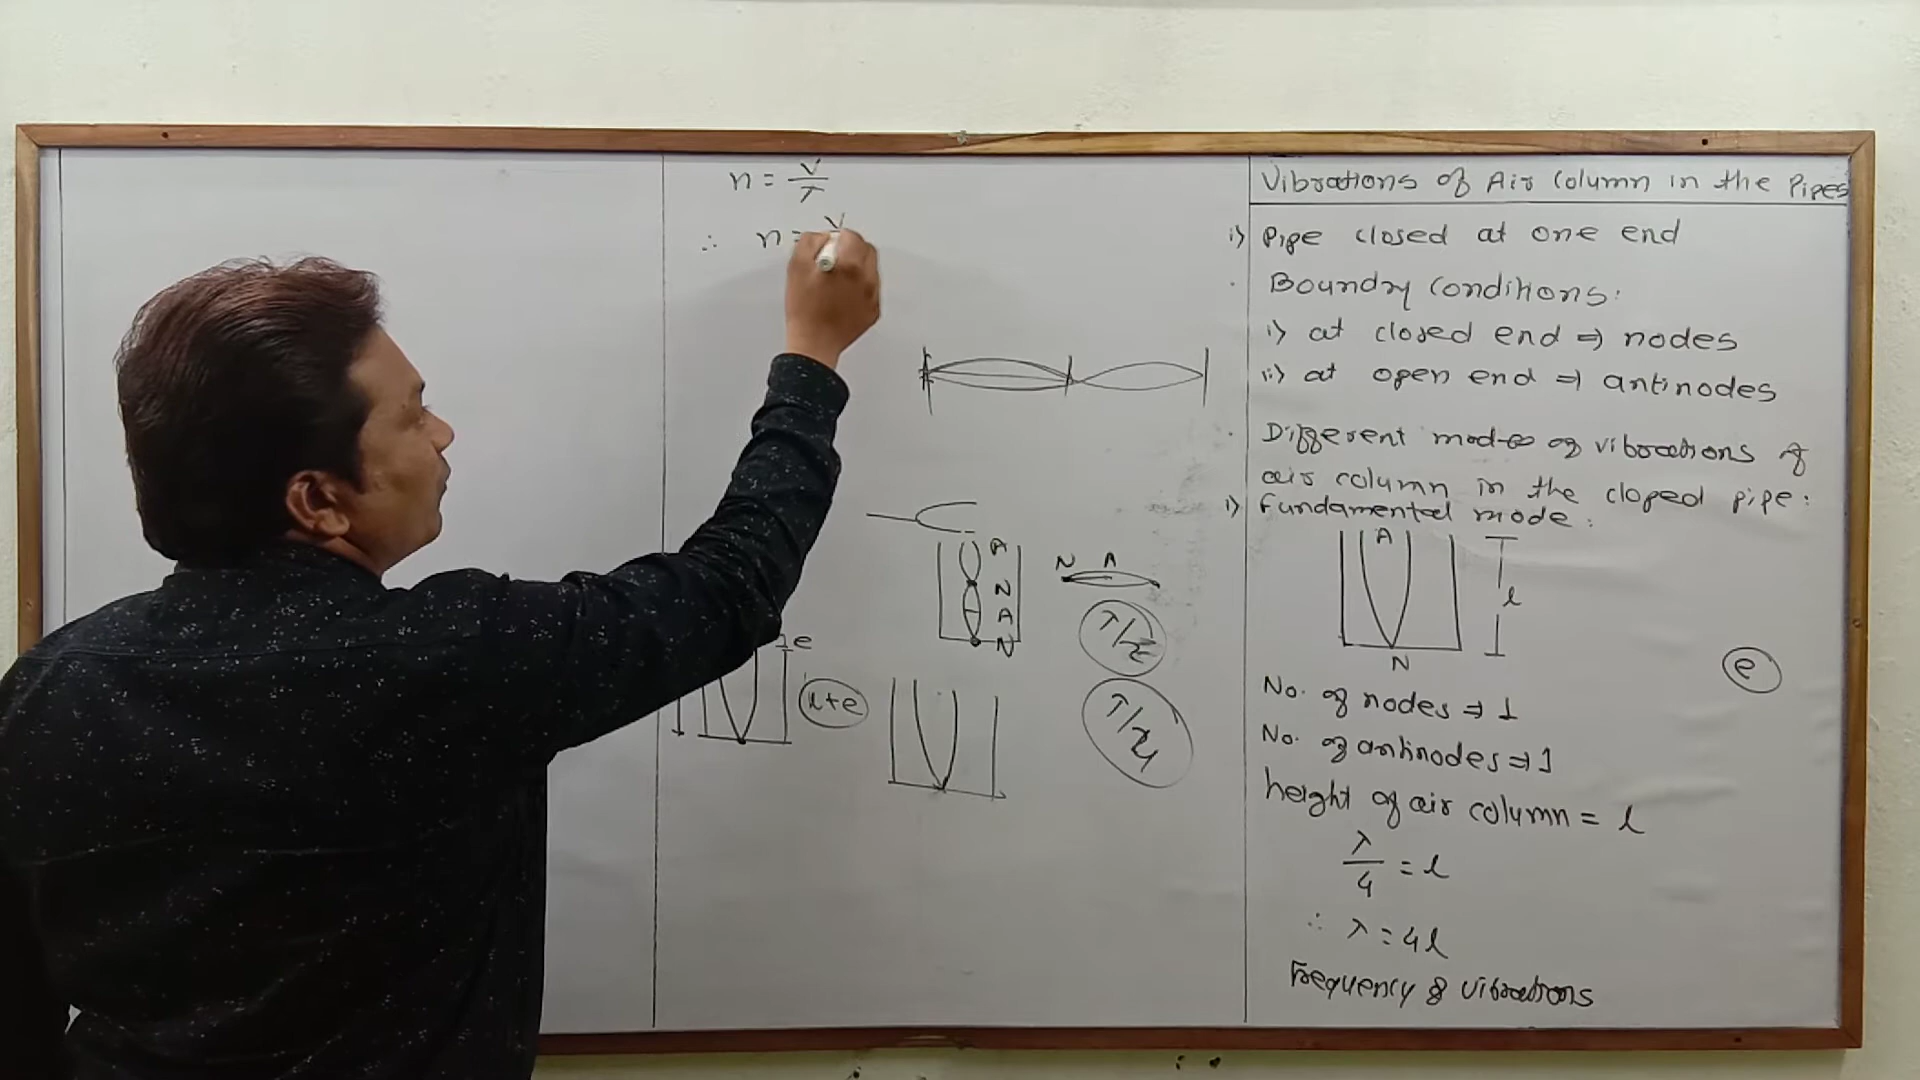 n = v/λ
∴ n = v
A
N
A
N
N A
λ/2
e
l+e
λ/4
Vibrations of Air Column in the Pipes
i) Pipe closed at one end
· Boundry Conditions:
i) at closed end ⇒ nodes
ii) at open end ⇒ antinodes
· Different modes of vibrations of
air column in the cloped pipe:
i) Fundamental mode:
A
l
N
e
No. of nodes ⇒ 1
No. of antinodes ⇒ 1
height of air column = l
λ/4 = l
∴ λ = 4l
Frequency of vibrations